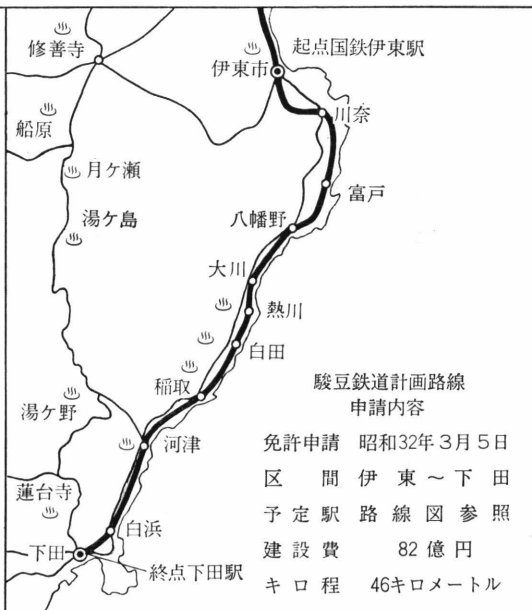 修善寺
起点国鉄伊東駅
伊東市
川奈
船原
月ケ瀬
富戸
湯ケ島
八幡野
大川
熱川
白田
稲取
駿豆鉄道計画路線
申請内容
湯ケ野
河津
免許申請 昭和32年3月5日
区間 伊東~下田
蓮台寺
予定駅 路線図参照
白浜
建設費 82億円
下田
終点下田駅
キロ程 46キロメートル